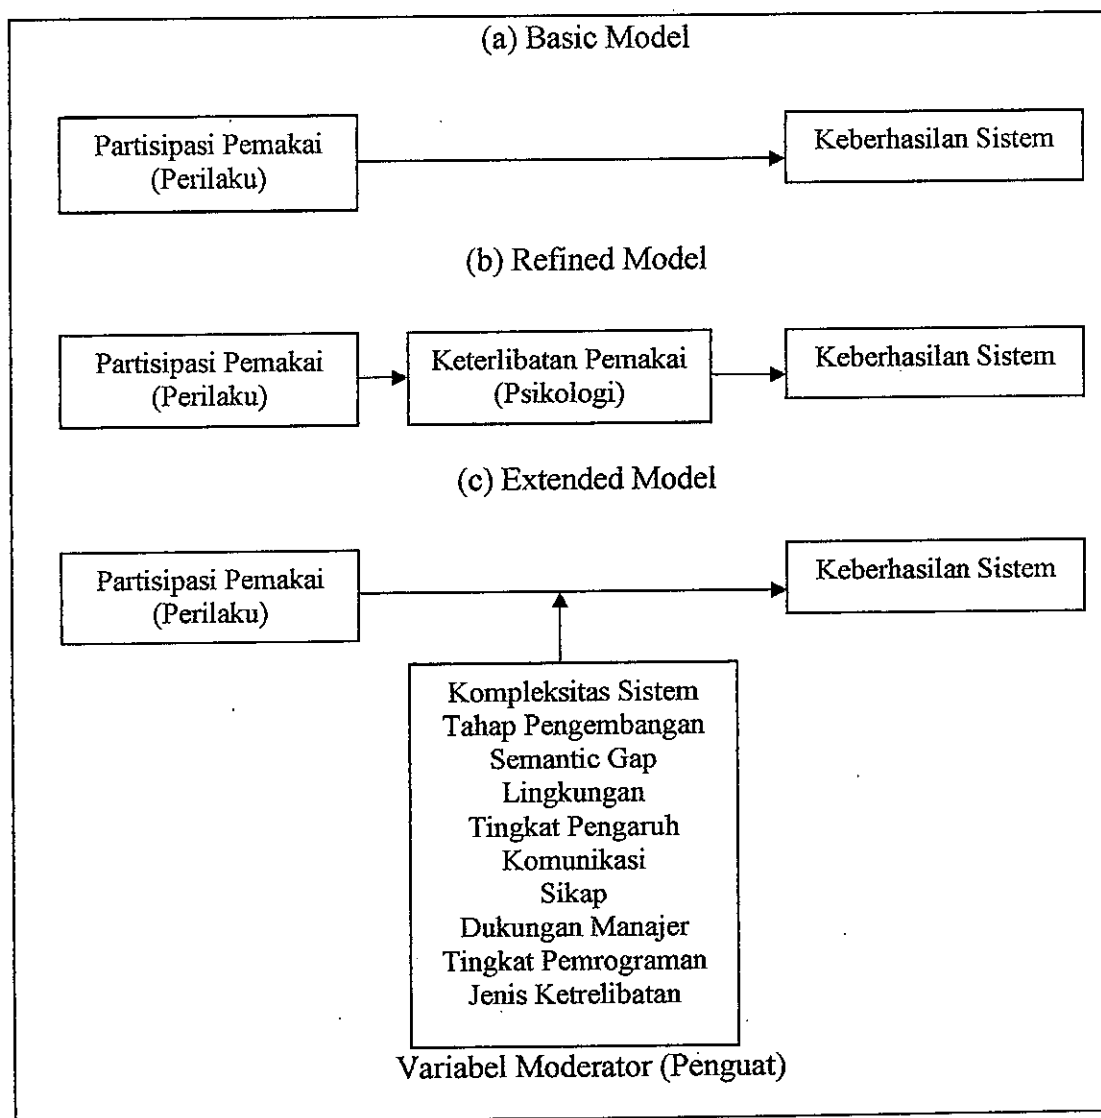 (a) Basic Model
Partisipasi Pemakai
(Perilaku)
Keberhasilan Sistem
(b) Refined Model
Partisipasi Pemakai
(Perilaku)
Keterlibatan Pemakai
(Psikologi)
Keberhasilan Sistem
(c) Extended Model
Partisipasi Pemakai
(Perilaku)
Keberhasilan Sistem
Kompleksitas Sistem
Tahap Pengembangan
Semantic Gap
Lingkungan
Tingkat Pengaruh
Komunikasi
Sikap
Dukungan Manajer
Tingkat Pemrograman
Jenis Ketrelibatan
Variabel Moderator (Penguat)